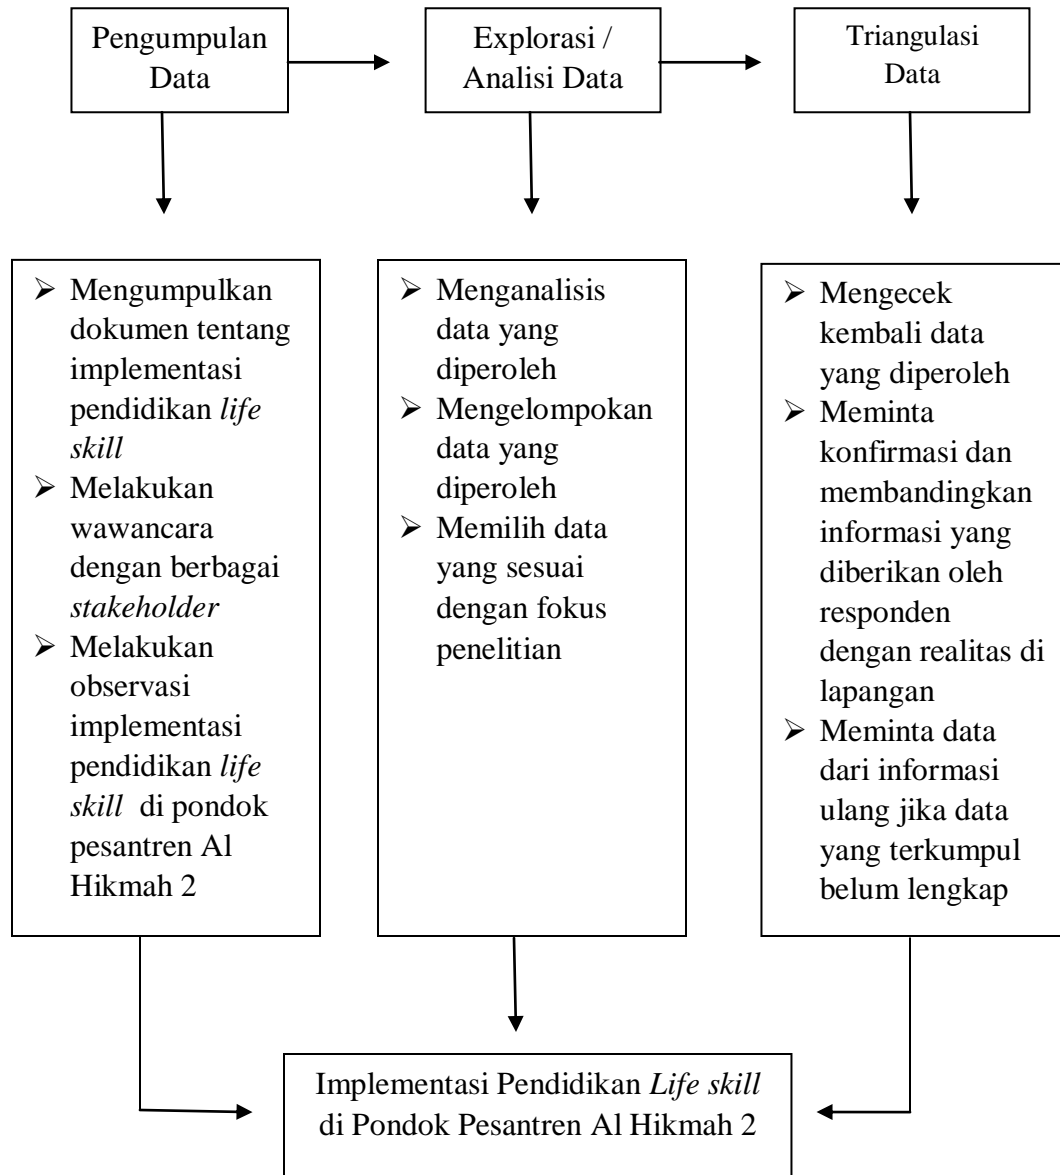 Pengumpulan
Data
Explorasi /
Analisi Data
Triangulasi
Data
➢ Mengumpulkan
dokumen tentang
implementasi
pendidikan life
skill
➢ Melakukan
wawancara
dengan berbagai
stakeholder
➢ Melakukan
observasi
implementasi
pendidikan life
skill di pondok
pesantren Al
Hikmah 2
➢ Menganalisis
data yang
diperoleh
➢ Mengelompokan
data yang
diperoleh
➢ Memilih data
yang sesuai
dengan fokus
penelitian
➢ Mengecek
kembali data
yang diperoleh
➢ Meminta
konfirmasi dan
membandingkan
informasi yang
diberikan oleh
responden
dengan realitas di
lapangan
➢ Meminta data
dari informasi
ulang jika data
yang terkumpul
belum lengkap
Implementasi Pendidikan Life skill
di Pondok Pesantren Al Hikmah 2